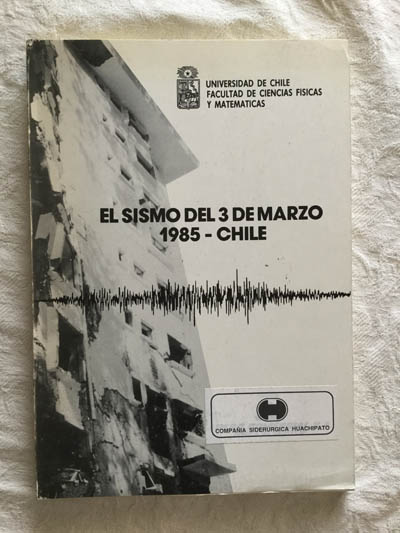 UNIVERSIDAD DE CHILE
FACULTAD DE CIENCIAS FISICAS
Y MATEMATICAS
EL SISMO DEL 3 DE MARZO
1985 - CHILE
COMPAÑIA SIDERURGICA HUACHIPATO